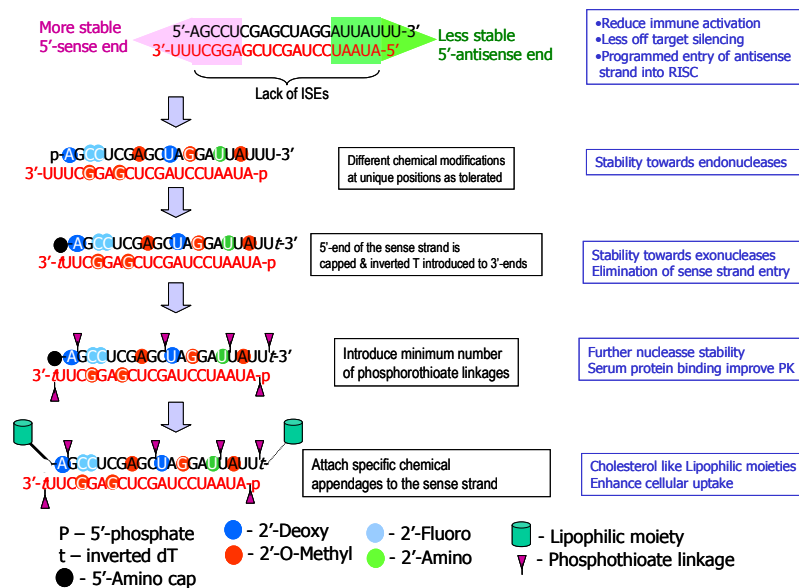 More stable
5'-sense end
5'-AGCCUCGAGCUAGGAUUAUUU-3'
3'-UUUCGGAGCUCGAUCCUAAUA-5'
Less stable
5'-antisense end
Lack of ISEs
•Reduce immune activation
•Less off target silencing
•Programmed entry of antisense
strand into RISC
p-AGCCUCGAGCUAGGAUUAUUU-3'
3'-UUUCGGAGCUCGAUCCUAAUA-p
Different chemical modifications
at unique positions as tolerated
Stability towards endonucleases
AGCCUCGAGCUAGGAUUAUUt-3'
3'-tUUCGGAGCUCGAUCCUAAUA-p
5'-end of the sense strand is
capped & inverted T introduced to 3'-ends
Stability towards exonucleases
Elimination of sense strand entry
AGCCUCGAGCUAGGAUUAUUt-3'
3'-tUUCGGAGCUCGAUCCUAAUA-p
Introduce minimum number
of phosphorothioate linkages
Further nucleasse stability
Serum protein binding improve PK
AGCCUCGAGCUAGGAUUAUUt-
3'-tUUCGGAGCUCGAUCCUAAUA-p
Attach specific chemical
appendages to the sense strand
Cholesterol like Lipophilic moieties
Enhance cellular uptake
P – 5'-phosphate
t – inverted dT
- 5'-Amino cap
- 2'-Deoxy
- 2'-O-Methyl
- 2'-Fluoro
- 2'-Amino
- Lipophilic moiety
- Phosphothioate linkage